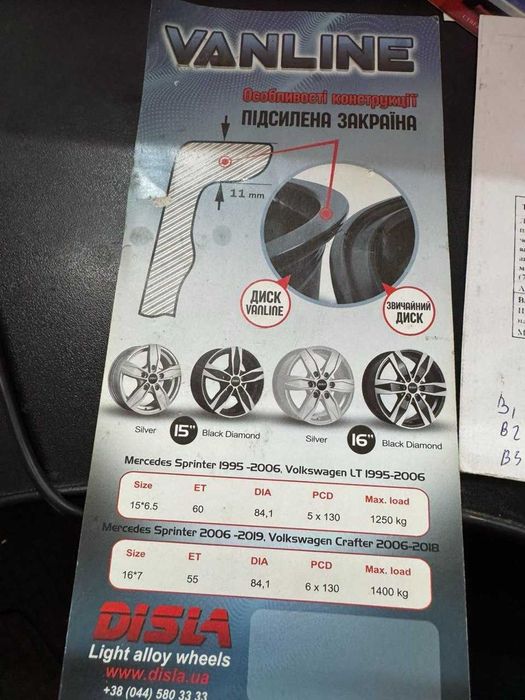 VANLINE
Особливості конструкції
ПІДСИЛЕНА ЗАКРАЇНА
11 mm
ДИСК
VANLINE
ЗВИЧАЙНИЙ
ДИСК
Silver 15" Black Diamond
Silver 16" Black Diamond
Mercedes Sprinter 1995 -2006, Volkswagen LT 1995-2006
Size ET DIA PCD Max. load
15*6.5 60 84,1 5 x 130 1250 kg
Mercedes Sprinter 2006 -2019, Volkswagen Crafter 2006-2018
Size ET DIA PCD Max. load
16*7 55 84,1 6 x 130 1400 kg
DISLA
Light alloy wheels
www.disla.ua
+38 (044) 580 33 33
B1
B2